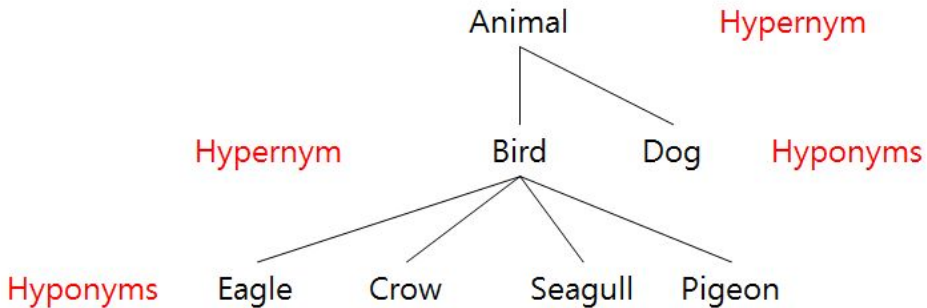 Animal Hypernym
Hypernym Bird Dog Hyponyms
Hyponyms Eagle Crow Seagull Pigeon